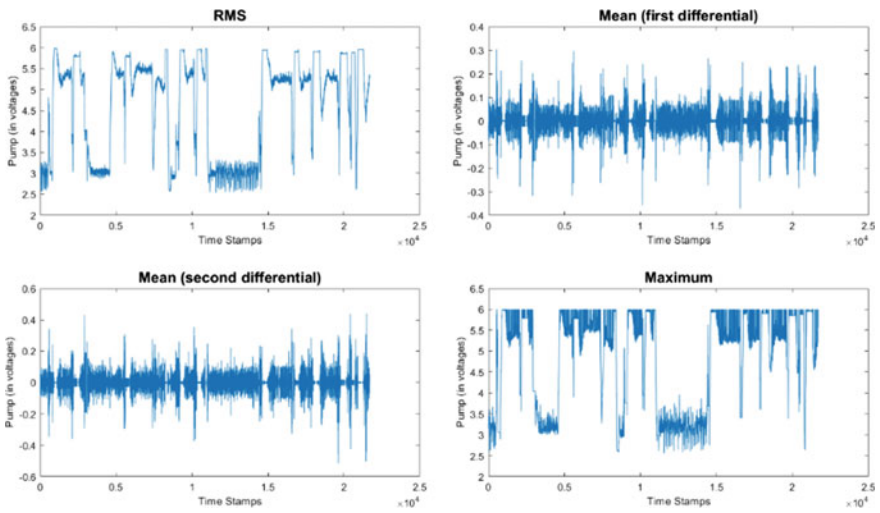 RMS
Pump (in voltages)
6.5
6
5.5
5
4.5
4
3.5
3
2.5
2
0 0.5 1 1.5 2 2.5
Time Stamps
×10⁴
Mean (first differential)
Pump (in voltages)
0.4
0.3
0.2
0.1
0
-0.1
-0.2
-0.3
-0.4
0 0.5 1 1.5 2 2.5
Time Stamps
×10⁴
Mean (second differential)
Pump (in voltages)
0.6
0.4
0.2
0
-0.2
-0.4
-0.6
0 0.5 1 1.5 2 2.5
Time Stamps
×10⁴
Maximum
Pump (in voltages)
6.5
6
5.5
5
4.5
4
3.5
3
2.5
2
0 0.5 1 1.5 2 2.5
Time Stamps
×10⁴